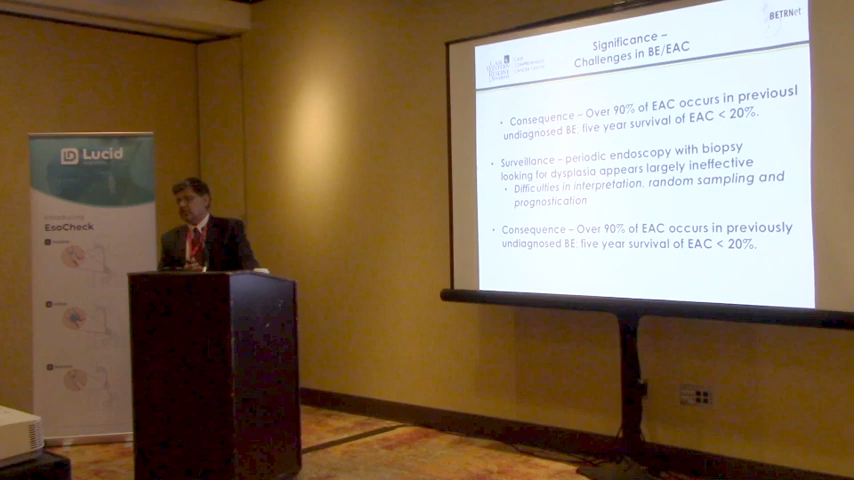 BETRNet
Significance –
Challenges in BE/EAC
• Consequence – Over 90% of EAC occurs in previousl
undiagnosed BE; five year survival of EAC < 20%.
• Surveillance – periodic endoscopy with biopsy
looking for dysplasia appears largely ineffective
• Difficulties in interpretation, random sampling and
prognostication
• Consequence – Over 90% of EAC occurs in previously
undiagnosed BE; five year survival of EAC < 20%.
Lucid
Introducing
EsoCheck